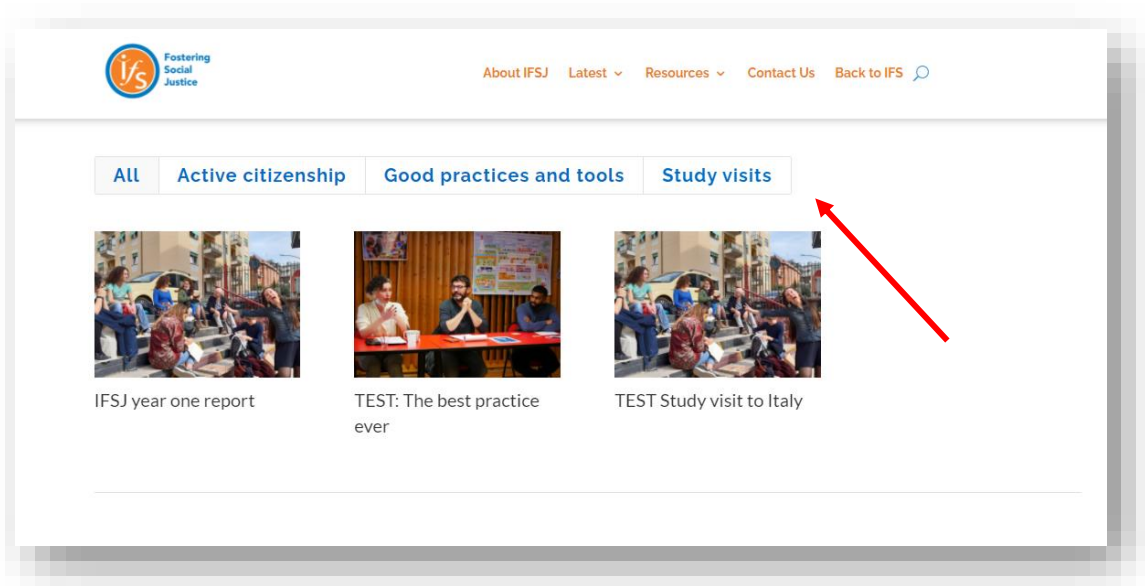 ifs
Fostering
Social
Justice
About IFSJ Latest Resources Contact Us Back to IFS
All Active citizenship Good practices and tools Study visits
IFSJ year one report
TEST: The best practice
ever
TEST Study visit to Italy